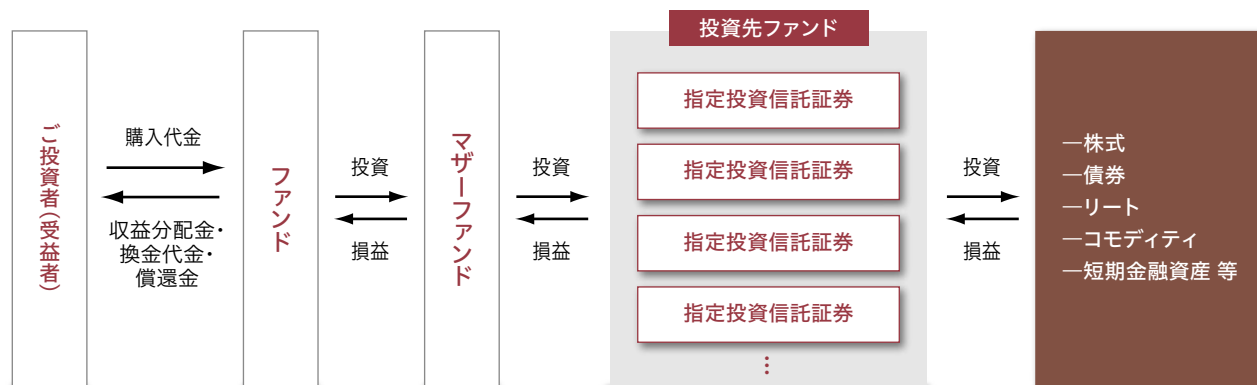 ご投資者(受益者)
購入代金
収益分配金・
換金代金・
償還金
ファンド
投資
損益
マザーファンド
投資
損益
投資先ファンド
指定投資信託証券
指定投資信託証券
指定投資信託証券
指定投資信託証券
⋮
投資
損益
―株式
―債券
―リート
―コモディティ
―短期金融資産 等